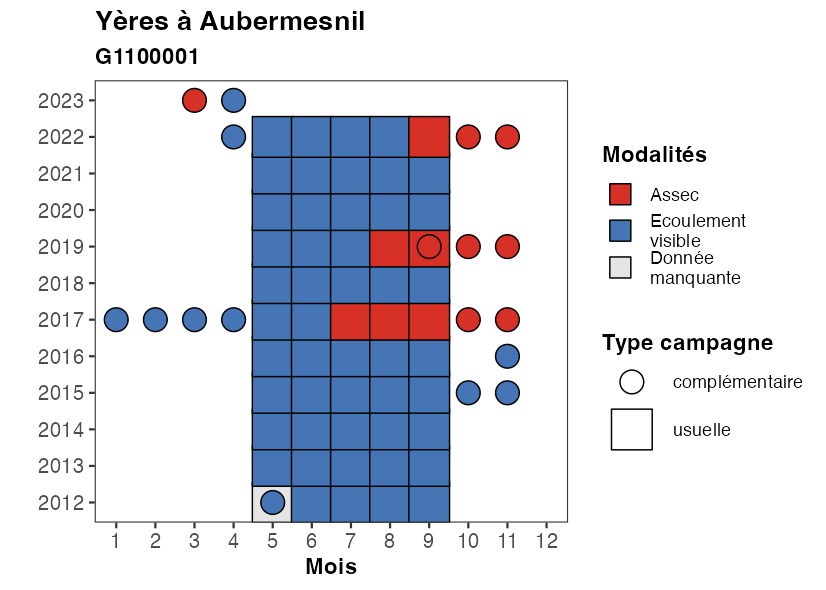 Yères à Aubermesnil
G1100001
2023
2022
2021
2020
2019
2018
2017
2016
2015
2014
2013
2012
1 2 3 4 5 6 7 8 9 10 11 12
Mois
Modalités
Assec
Ecoulement
visible
Donnée
manquante
Type campagne
complémentaire
usuelle